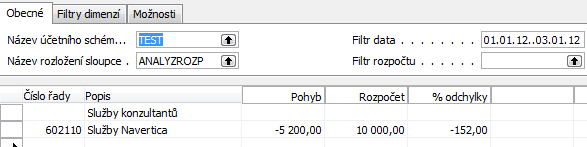 Obecné Filtry dimenzí Možnosti
Název účetního schém... TEST Filtr data . . . . . . . 01.01.12..03.01.12
Název rozložení sloupce . ANALYZROZP Filtr rozpočtu . . . . . .
Číslo řady Popis Pohyb Rozpočet % odchylky
Služby konzultantů
602110 Služby Navertica -5 200,00 10 000,00 -152,00